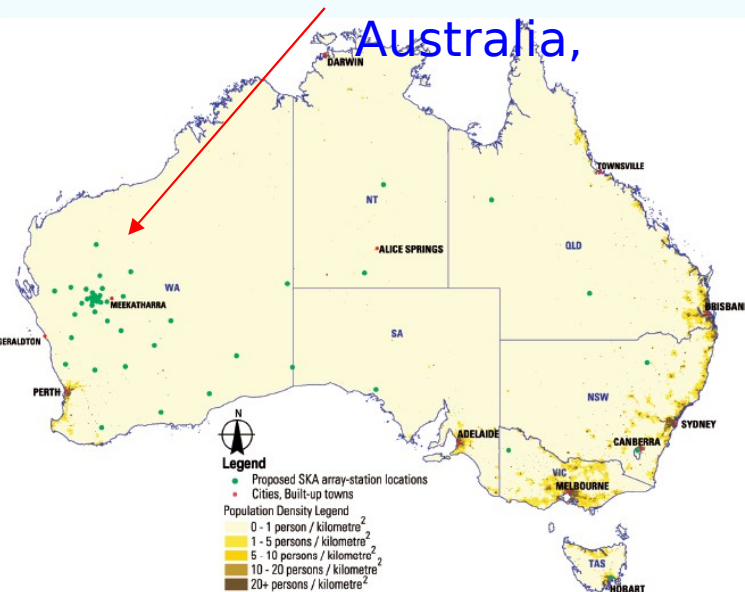 Australia,
DARWIN
TOWNSVILLE
NT
ALICE SPRINGS
QLD
WA
MEEKATHARRA
BRISBAN
SA
GERALDTON
PERTH
NSW
SYDNEY
ADELAIDE
CANBERRA
VIC
MELBOURNE
TAS
HOBART
N
Legend
Proposed SKA array-station locations
Cities, Built-up towns
Population Density Legend
0 - 1 person / kilometre²
1 - 5 persons / kilometre²
5 - 10 persons / kilometre²
10 - 20 persons / kilometre²
20+ persons / kilometre²